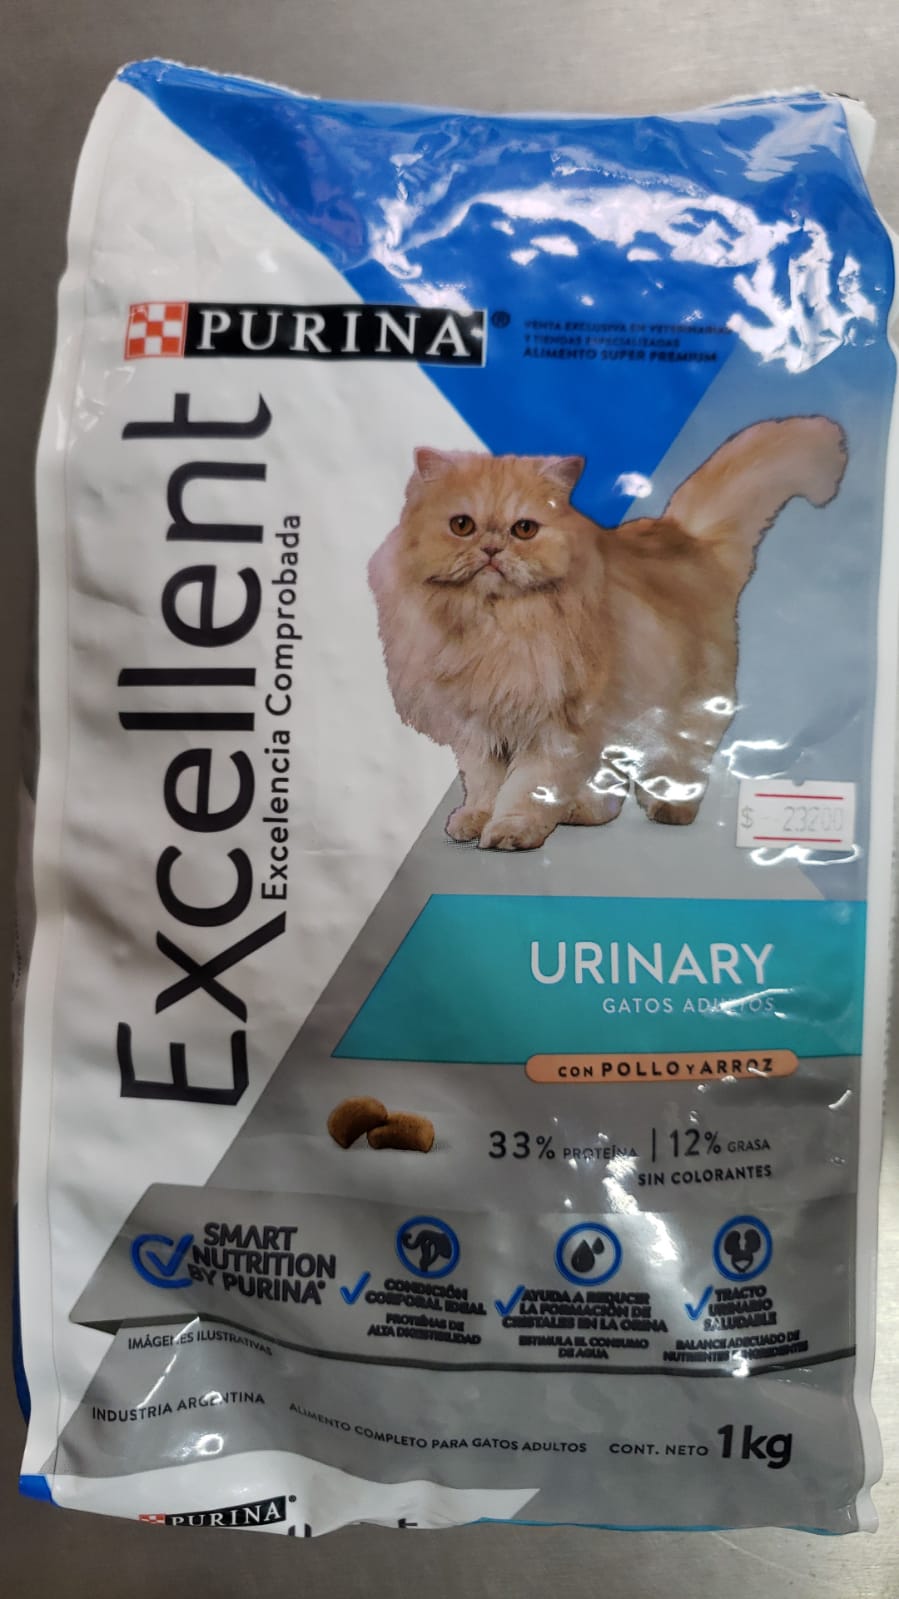 PURINA®
VENTA EXCLUSIVA EN VETERINARIAS
Y TIENDAS ESPECIALIZADAS
ALIMENTO SUPER PREMIUM
Excellent
Excelencia Comprobada
$ 23200
URINARY
GATOS ADULTOS
CON POLLO Y ARROZ
33% PROTEÍNA | 12% GRASA
SIN COLORANTES
SMART
NUTRITION
BY PURINA®
CONDICIÓN
CORPORAL IDEAL
PROTEÍNAS DE
ALTA DIGESTIBILIDAD
AYUDA A REDUCER
LA FORMACIÓN DE
CRISTALES EN LA ORINA
ESTIMULA EL CONSUMO
DE AGUA
TRACTO
URINARIO
SALUDABLE
BALANCE ADECUADO DE
NUTRIENTES E INGREDIENTES
IMÁGENES ILUSTRATIVAS
INDUSTRIA ARGENTINA
ALIMENTO COMPLETO PARA GATOS ADULTOS
CONT. NETO 1kg
PURINA®